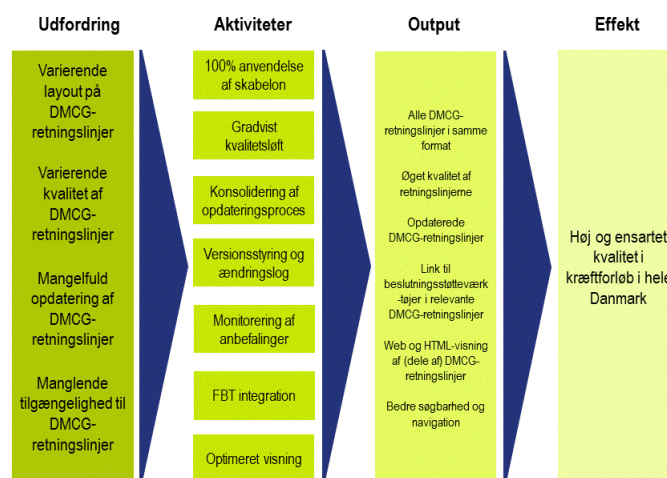 Udfordring
Varierende
layout på
DMCG-
retningslinjer
Varierende
kvalitet af
DMCG-
retningslinjer
Mangelfuld
opdatering af
DMCG-
retningslinjer
Manglende
tilgængelighed til
DMCG-
retningslinjer
Aktiviteter
100% anvendelse
af skabelon
Gradvist
kvalitetsløft
Konsolidering af
opdateringsproces
Versionsstyring og
ændringslog
Monitorering af
anbefalinger
FBT integration
Optimeret visning
Output
Alle DMCG-
retningslinjer i samme
format
Øget kvalitet af
retningslinjerne
Opdaterede
DMCG-retningslinjer
Link til
beslutningsstøtteværk
-tøjer i relevante
DMCG-retningslinjer
Web og HTML-visning
af (dele af) DMCG-
retningslinjer
Bedre søgbarhed og
navigation
Effekt
Høj og ensartet
kvalitet i
kræftforløb i hele
Danmark